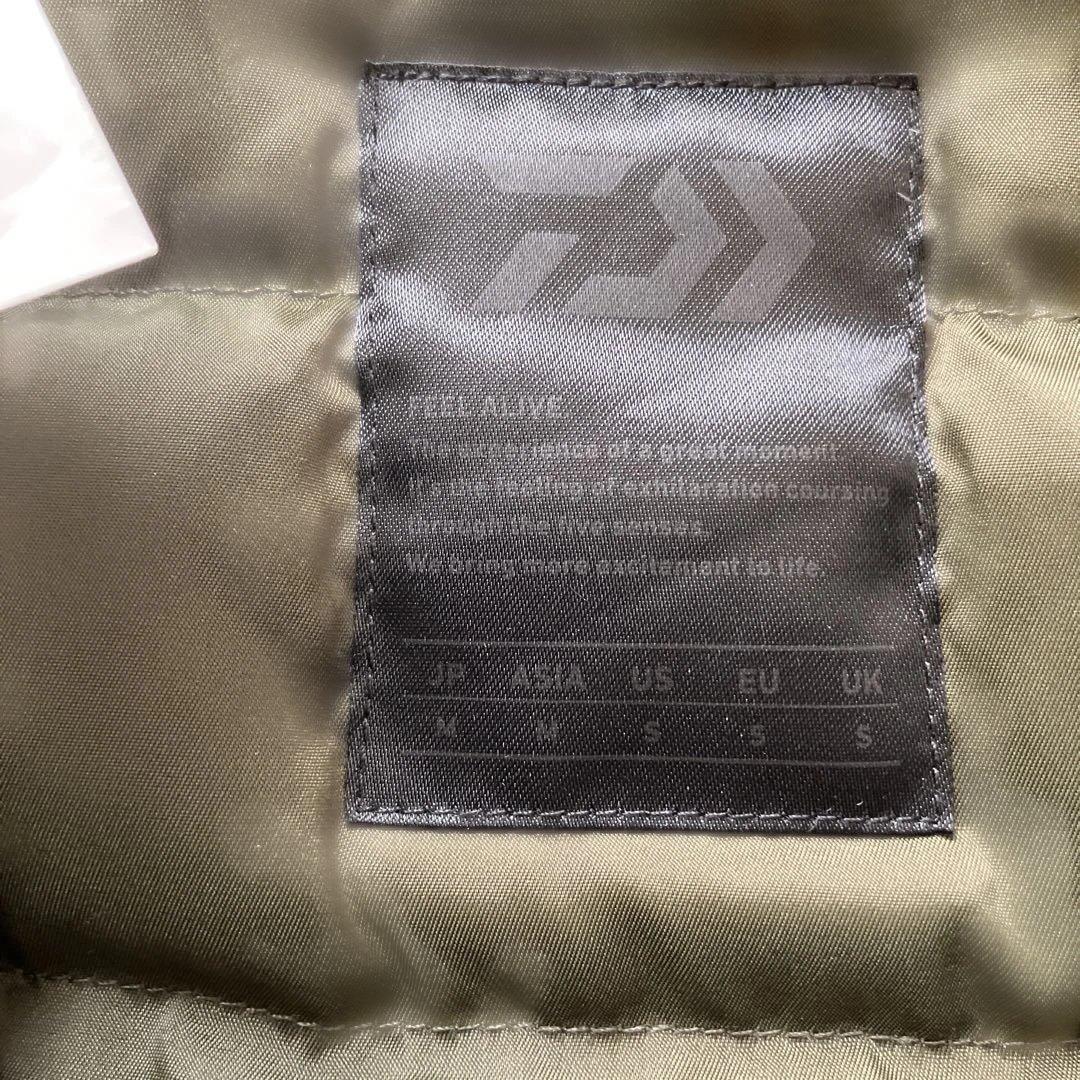 FEEL ALIVE
The experience of a great moment
The live feeling of exhilaration coursing
through the five senses.
We bring more excitement to life.
JP ASIA US EU UK
M M S S S